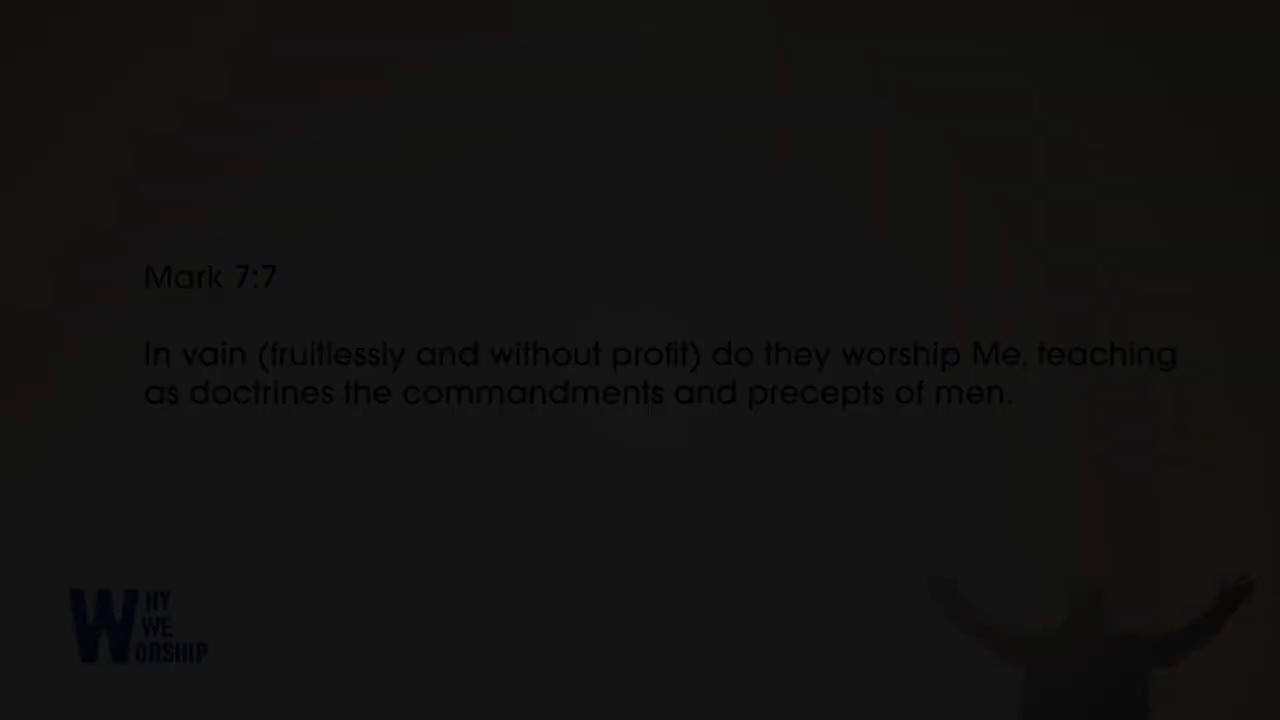 Mark 7:7
In vain (fruitlessly and without profit) do they worship Me, teaching
as doctrines the commandments and precepts of men.
WHY
WE
WORSHIP